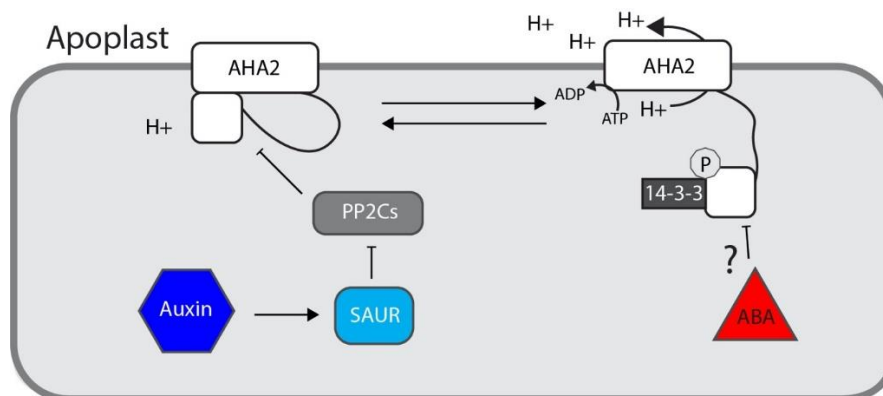 Apoplast
H+
H+
H+
AHA2
AHA2
ADP
ATP
H+
H+
P
14-3-3
PP2Cs
?
Auxin
SAUR
ABA